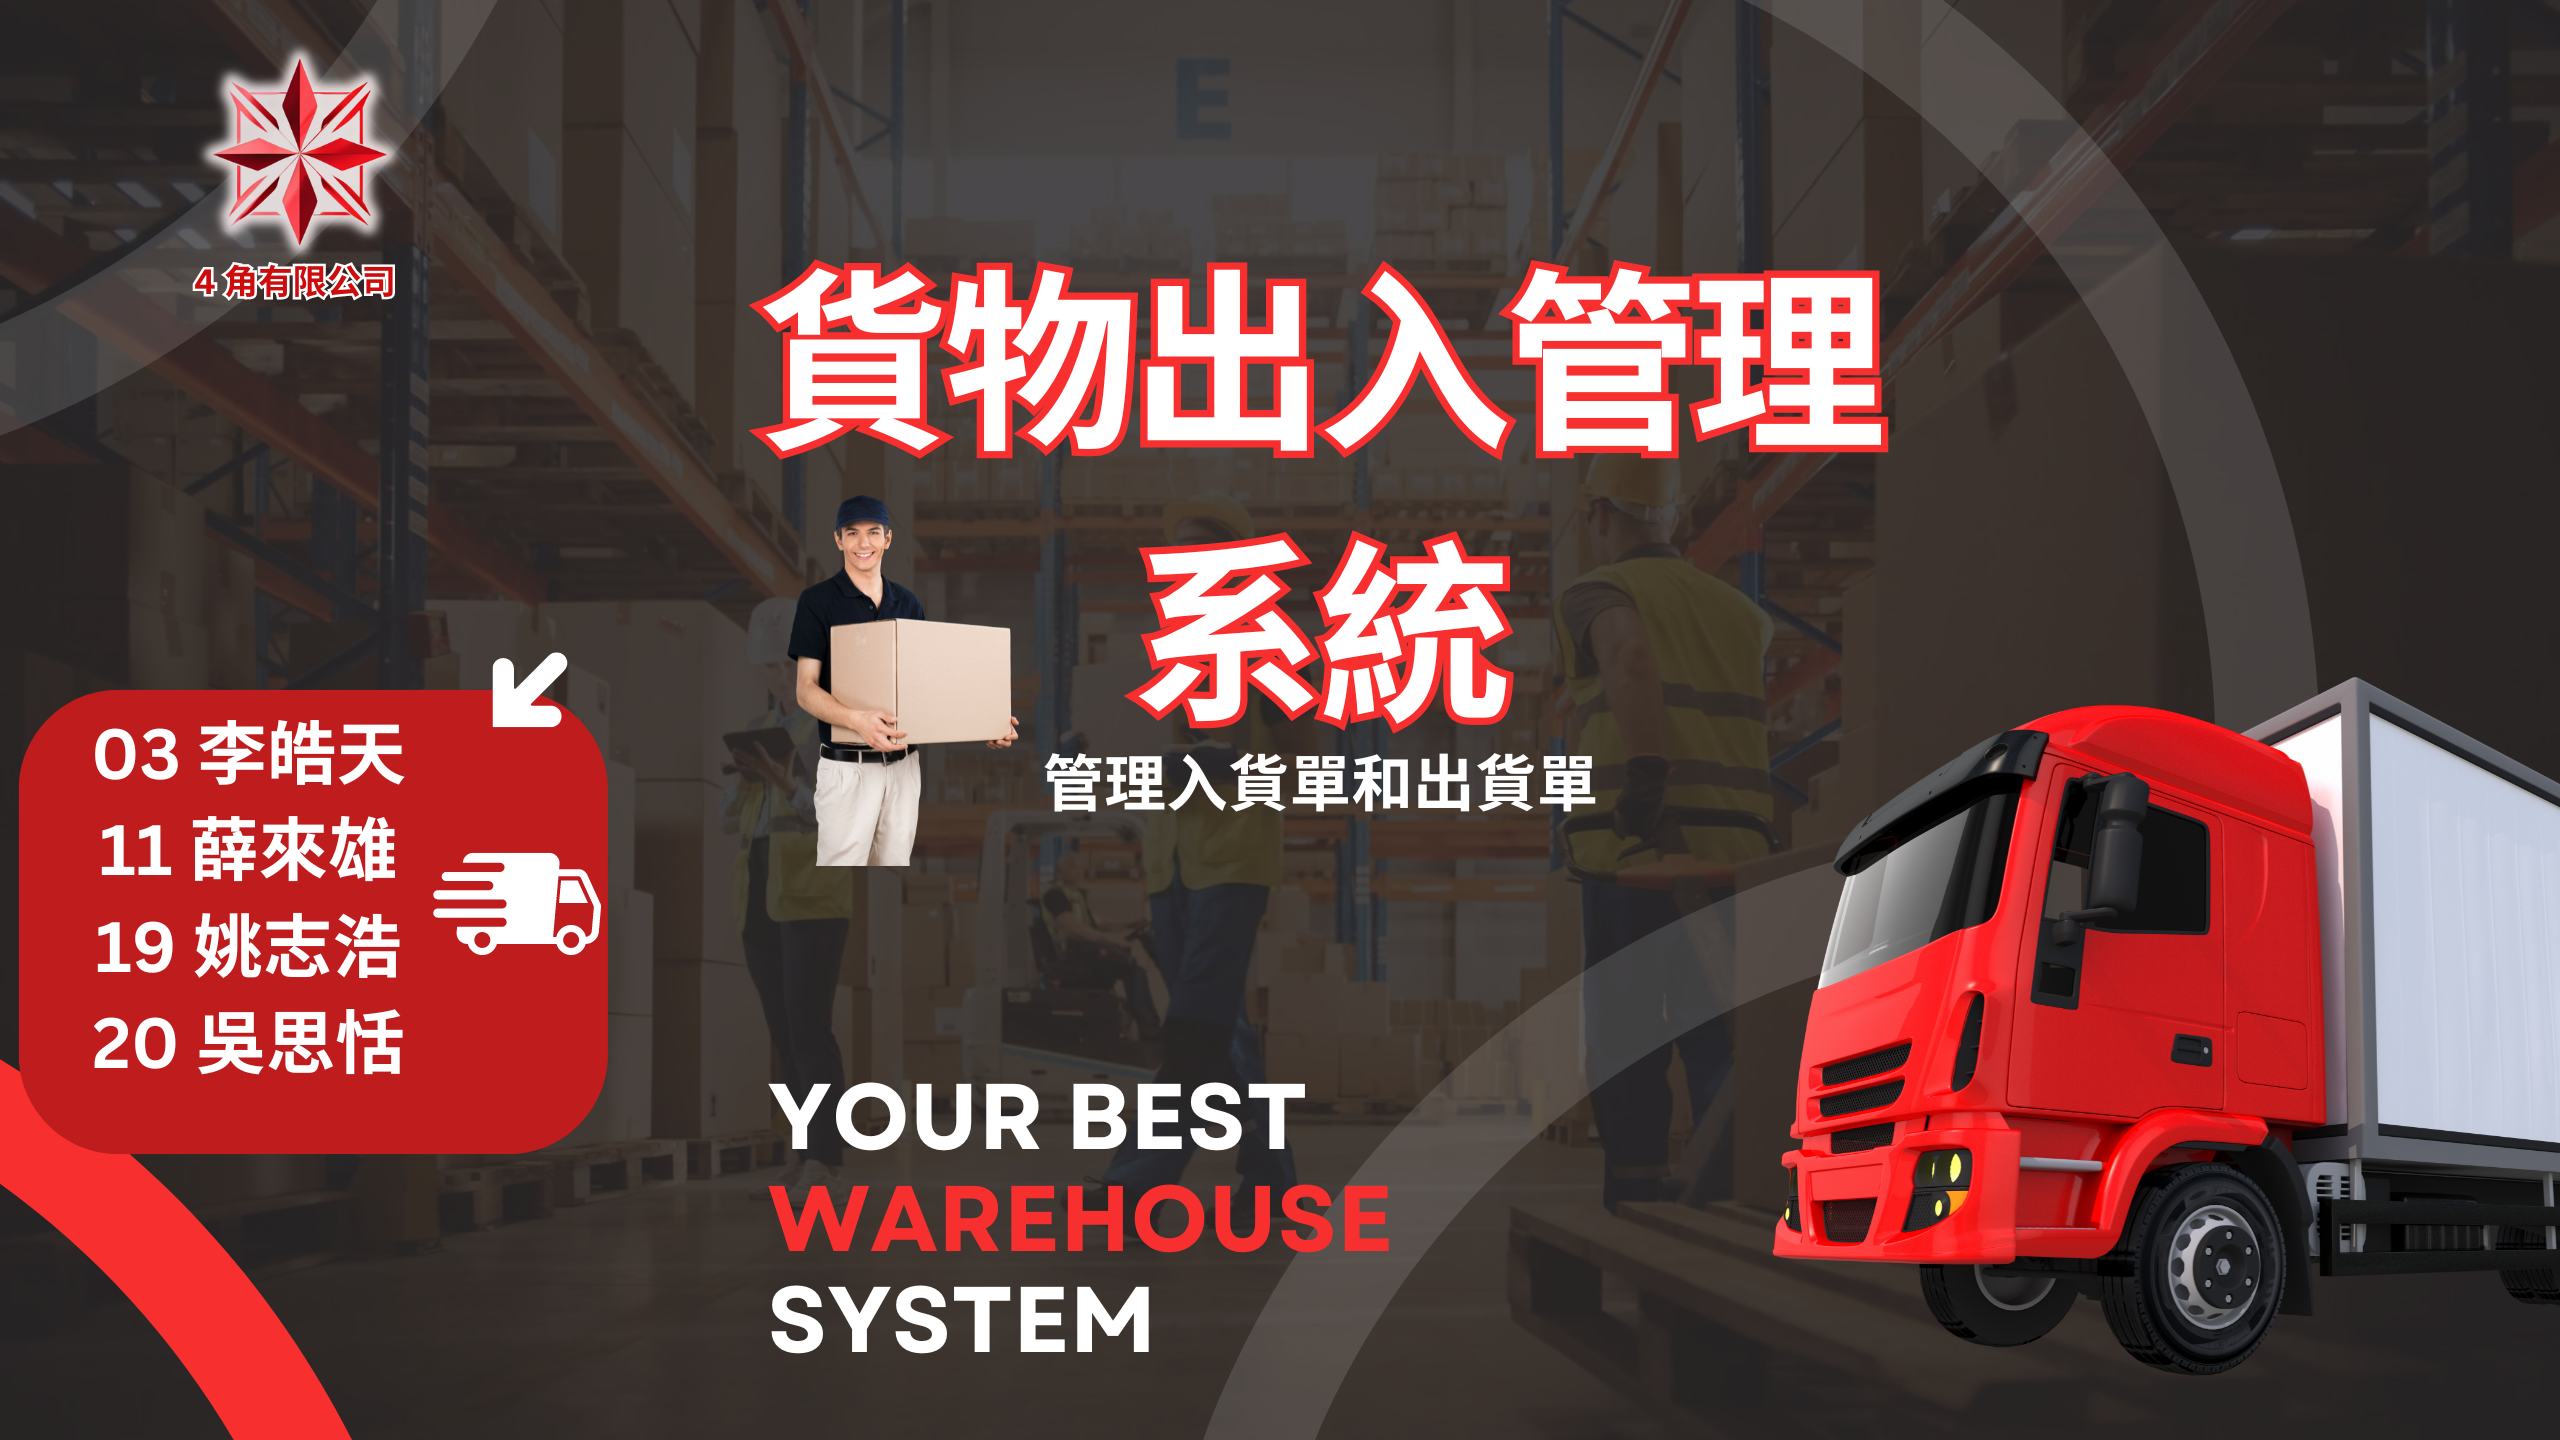 E
4 角有限公司
貨物出入管理
系統
管理入貨單和出貨單
03 李皓天
11 薛來雄
19 姚志浩
20 吳思恬
YOUR BEST
WAREHOUSE
SYSTEM